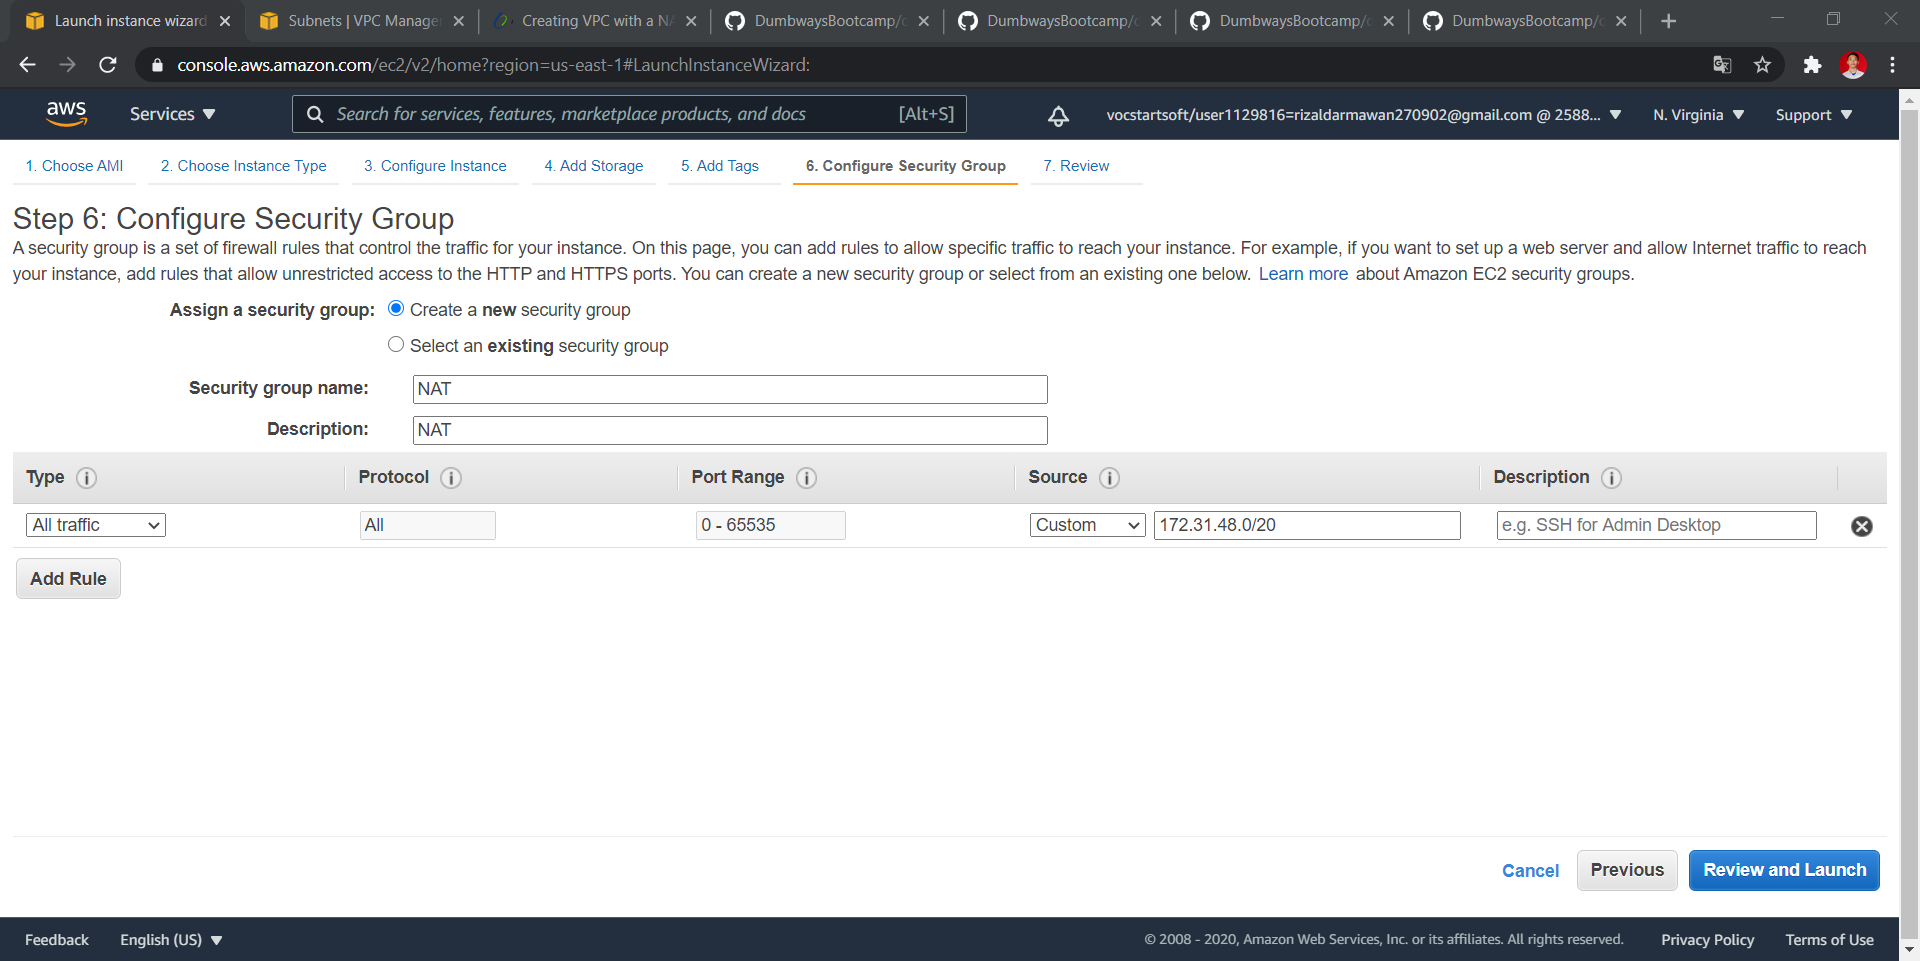 Launch instance wizard
Subnets | VPC Manager
Creating VPC with a NA
DumbwaysBootcamp/
DumbwaysBootcamp/
DumbwaysBootcamp/
DumbwaysBootcamp/
console.aws.amazon.com/ec2/v2/home?region=us-east-1#LaunchInstanceWizard:
aws
Services
Search for services, features, marketplace products, and docs
[Alt+S]
vocstartsoft/user1129816=rizaldarmawan270902@gmail.com @ 2588...
N. Virginia
Support
1. Choose AMI
2. Choose Instance Type
3. Configure Instance
4. Add Storage
5. Add Tags
6. Configure Security Group
7. Review
Step 6: Configure Security Group
A security group is a set of firewall rules that control the traffic for your instance. On this page, you can add rules to allow specific traffic to reach your instance. For example, if you want to set up a web server and allow Internet traffic to reach
your instance, add rules that allow unrestricted access to the HTTP and HTTPS ports. You can create a new security group or select from an existing one below. Learn more about Amazon EC2 security groups.
Assign a security group:
Create a new security group
Select an existing security group
Security group name:
NAT
Description:
NAT
Type
Protocol
Port Range
Source
Description
All traffic
All
0 - 65535
Custom
172.31.48.0/20
e.g. SSH for Admin Desktop
Add Rule
Cancel
Previous
Review and Launch
Feedback
English (US)
© 2008 - 2020, Amazon Web Services, Inc. or its affiliates. All rights reserved.
Privacy Policy
Terms of Use